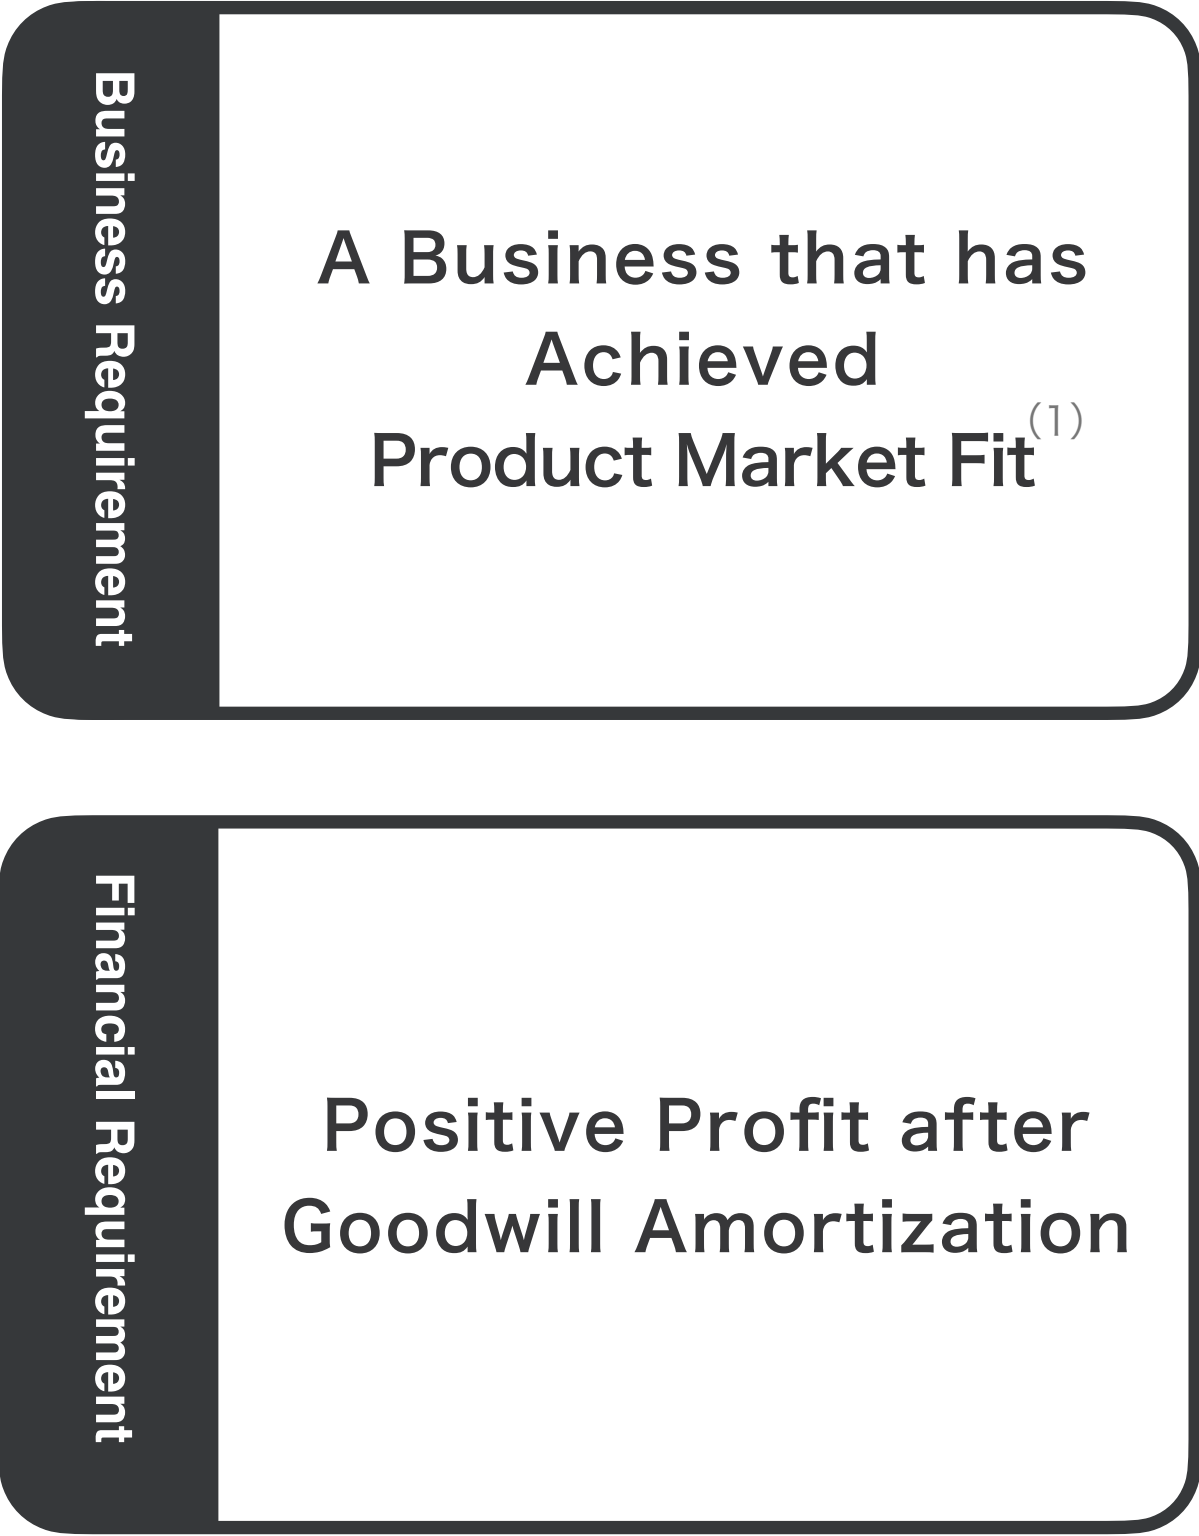 Business Requirement
A Business that has
Achieved
Product Market Fit(1)
Financial Requirement
Positive Profit after
Goodwill Amortization